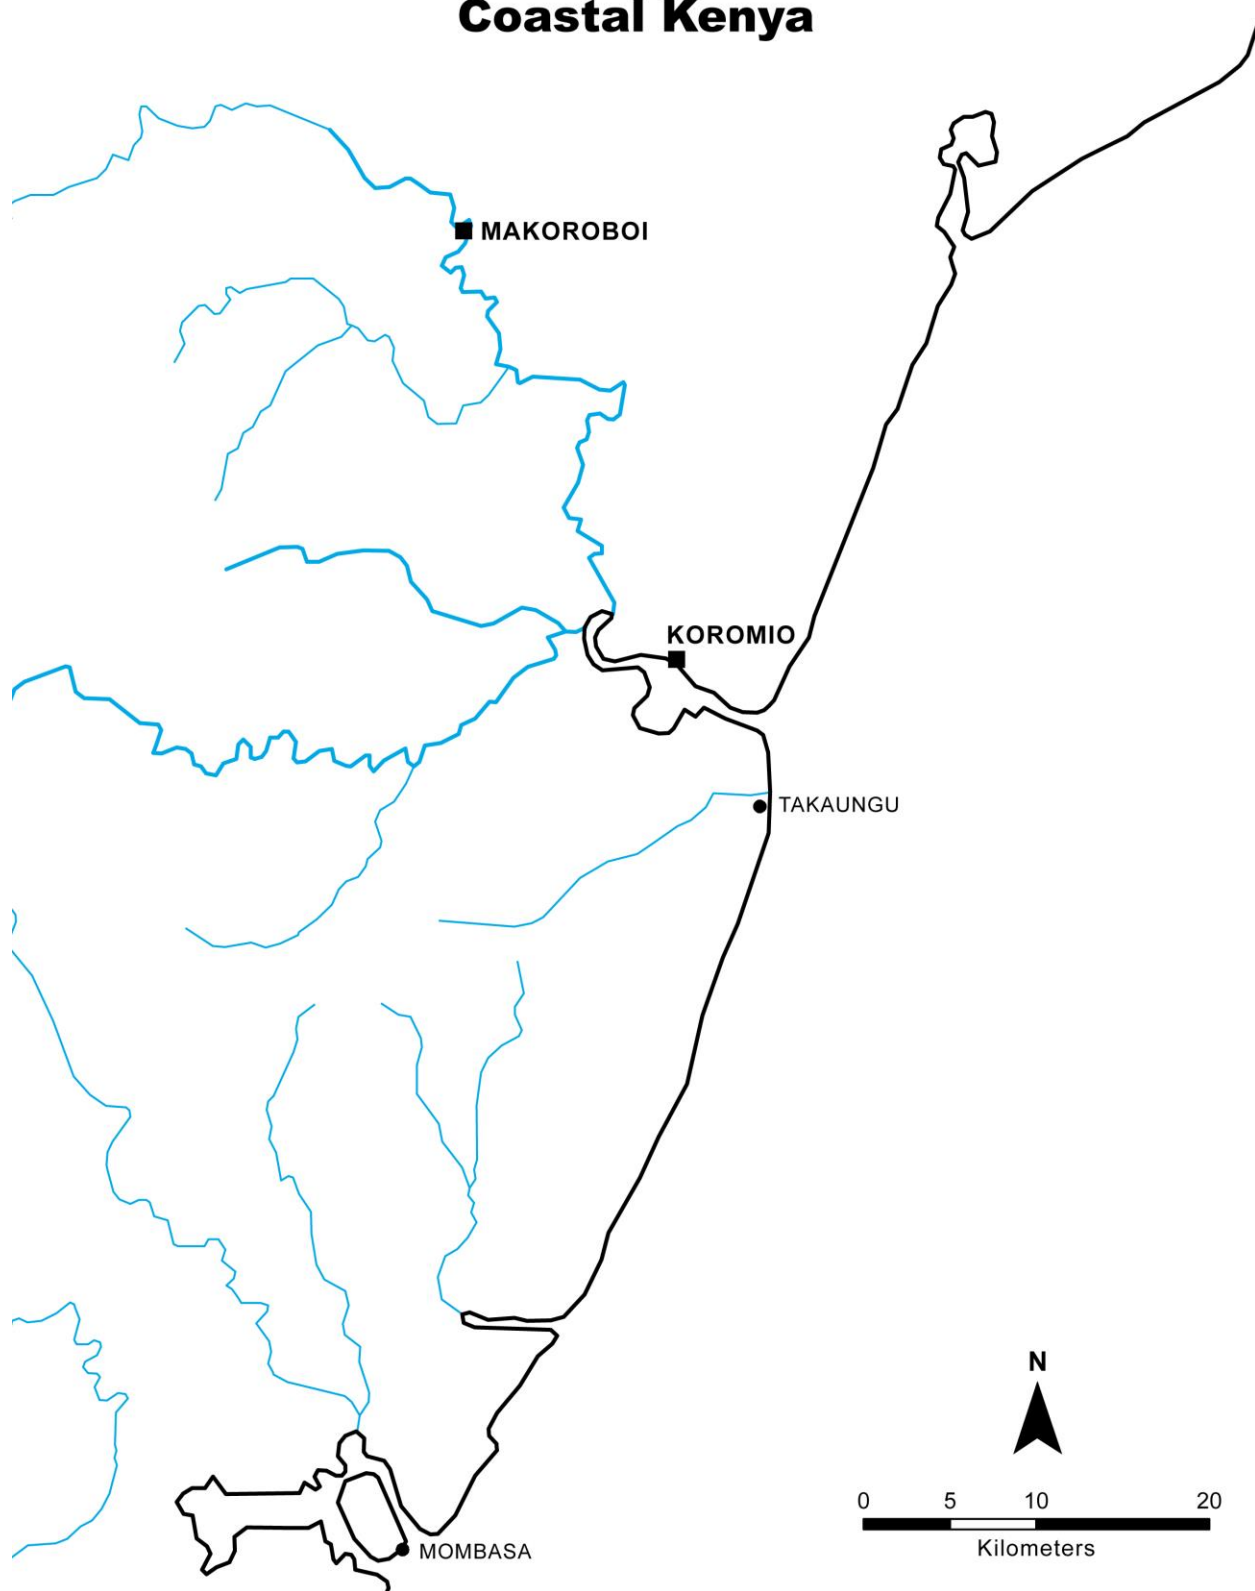 Coastal Kenya
MAKOROBOI
KOROMIO
TAKAUNGU
N
0 5 10 20
Kilometers
MOMBASA